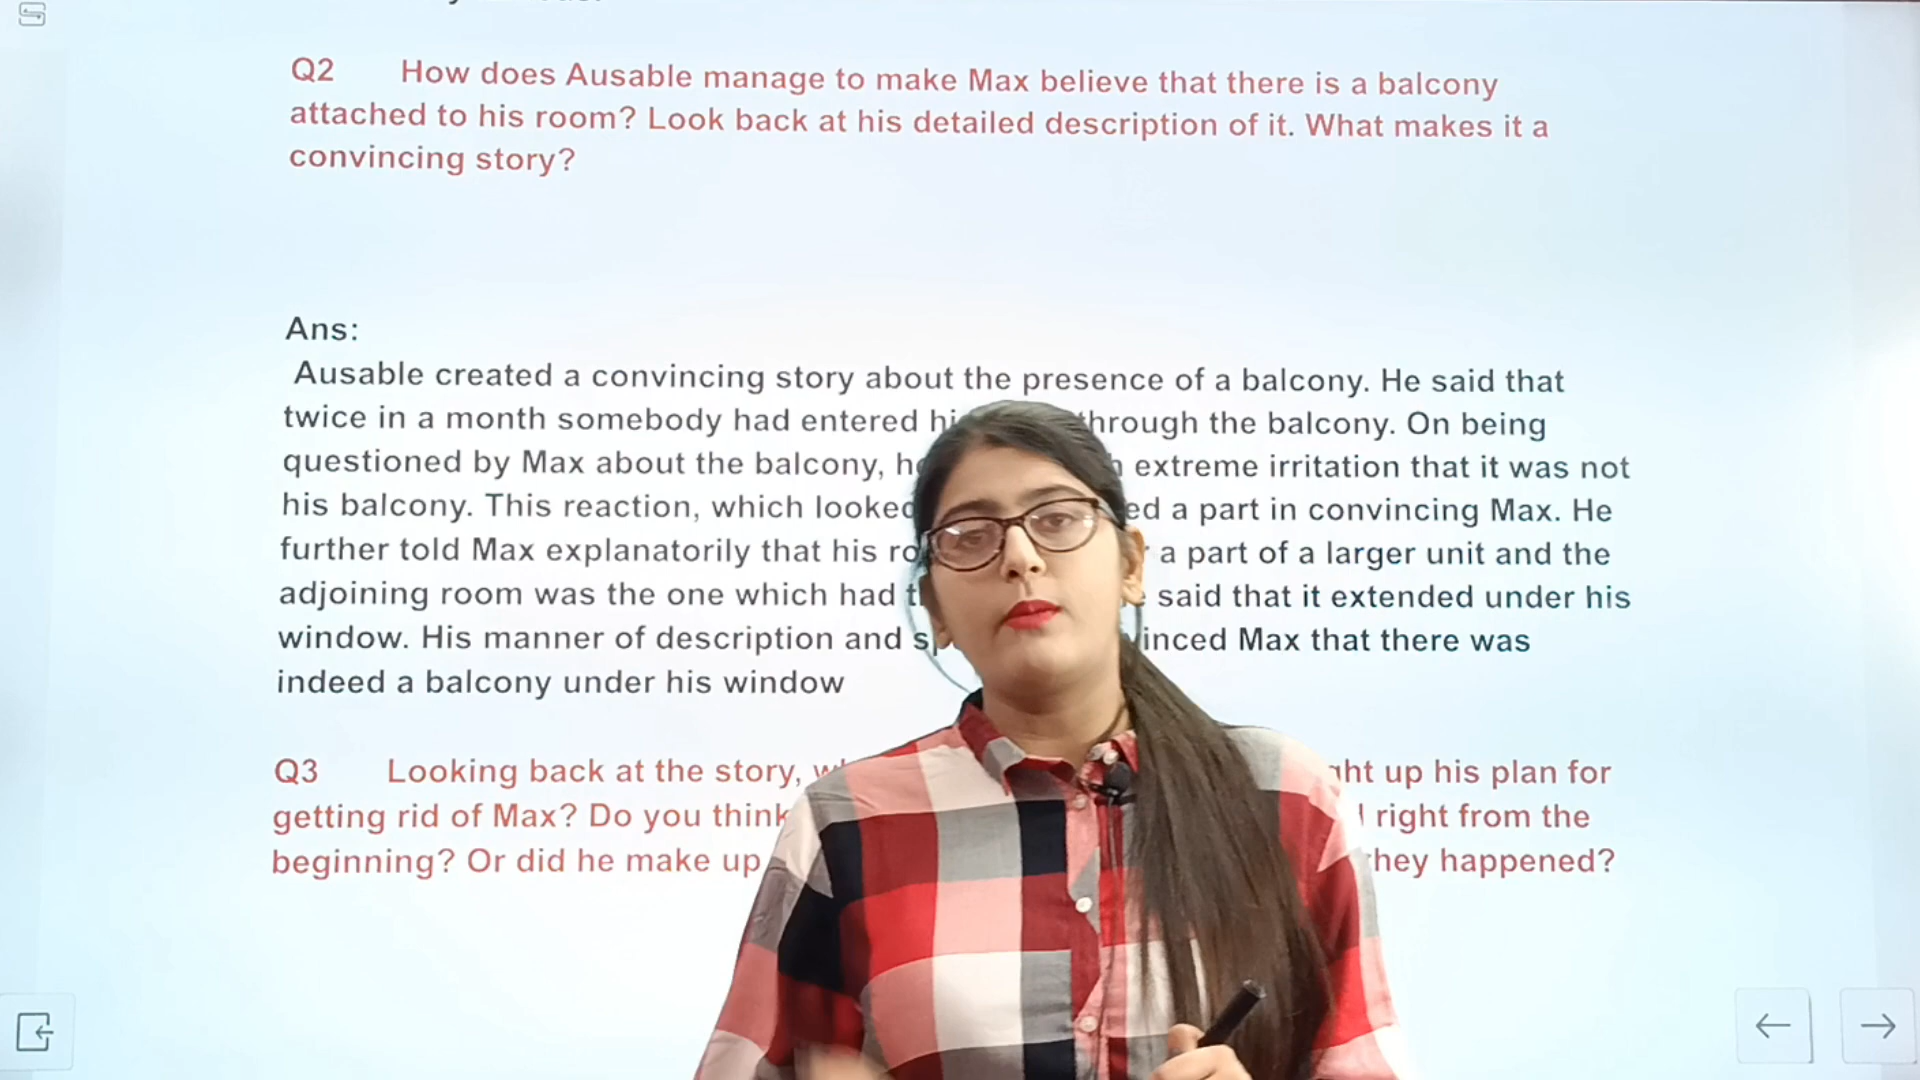 Q2 How does Ausable manage to make Max believe that there is a balcony
attached to his room? Look back at his detailed description of it. What makes it a
convincing story?
Ans:
Ausable created a convincing story about the presence of a balcony. He said that
twice in a month somebody had entered through the balcony. On being
questioned by Max about the balcony, extreme irritation that it was not
his balcony. This reaction, which looked a part in convincing Max. He
further told Max explanatorily that his a part of a larger unit and the
adjoining room was the one which had said that it extended under his
window. His manner of description and Max that there was
indeed a balcony under his window
Q3 Looking back at the story, up his plan for
getting rid of Max? Do you think right from the
beginning? Or did he make up they happened?